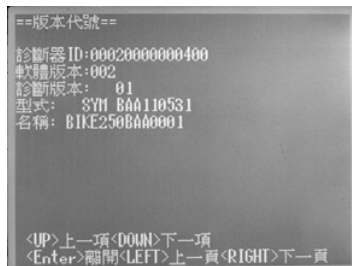 ==版本代號==
診斷器ID:00020000000400
軟體版本:002
診斷版本: 01
型式: SYM BAA110531
名稱: BIKE250BAA0001
<UP>上一項<DOWN>下一項
<Enter>離開<LEFT>上一頁<RIGHT>下一頁